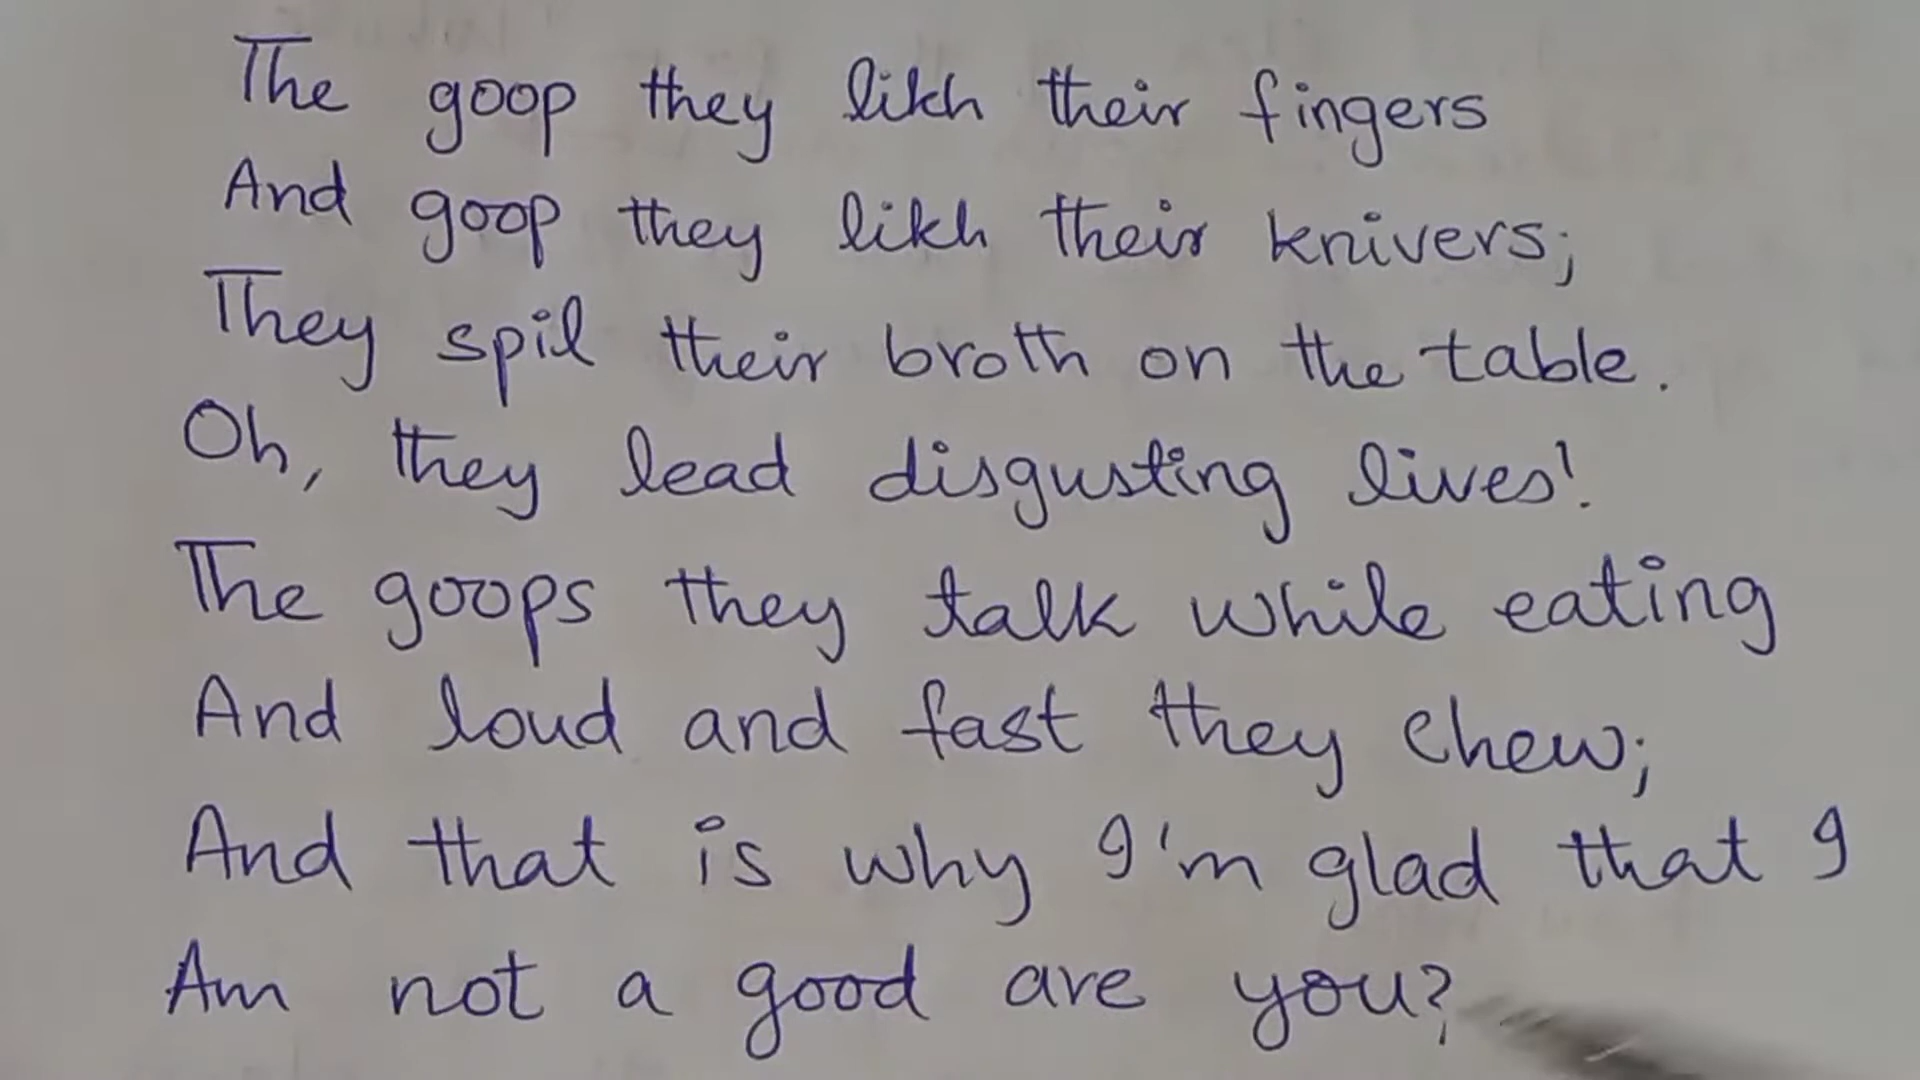 The goop they likh their fingers
And goop they likh their knivers;
They spil their broth on the table.
Oh, they lead disgusting lives!
The goops they talk while eating
And loud and fast they chew;
And that is why I'm glad that I
Am not a good are you?